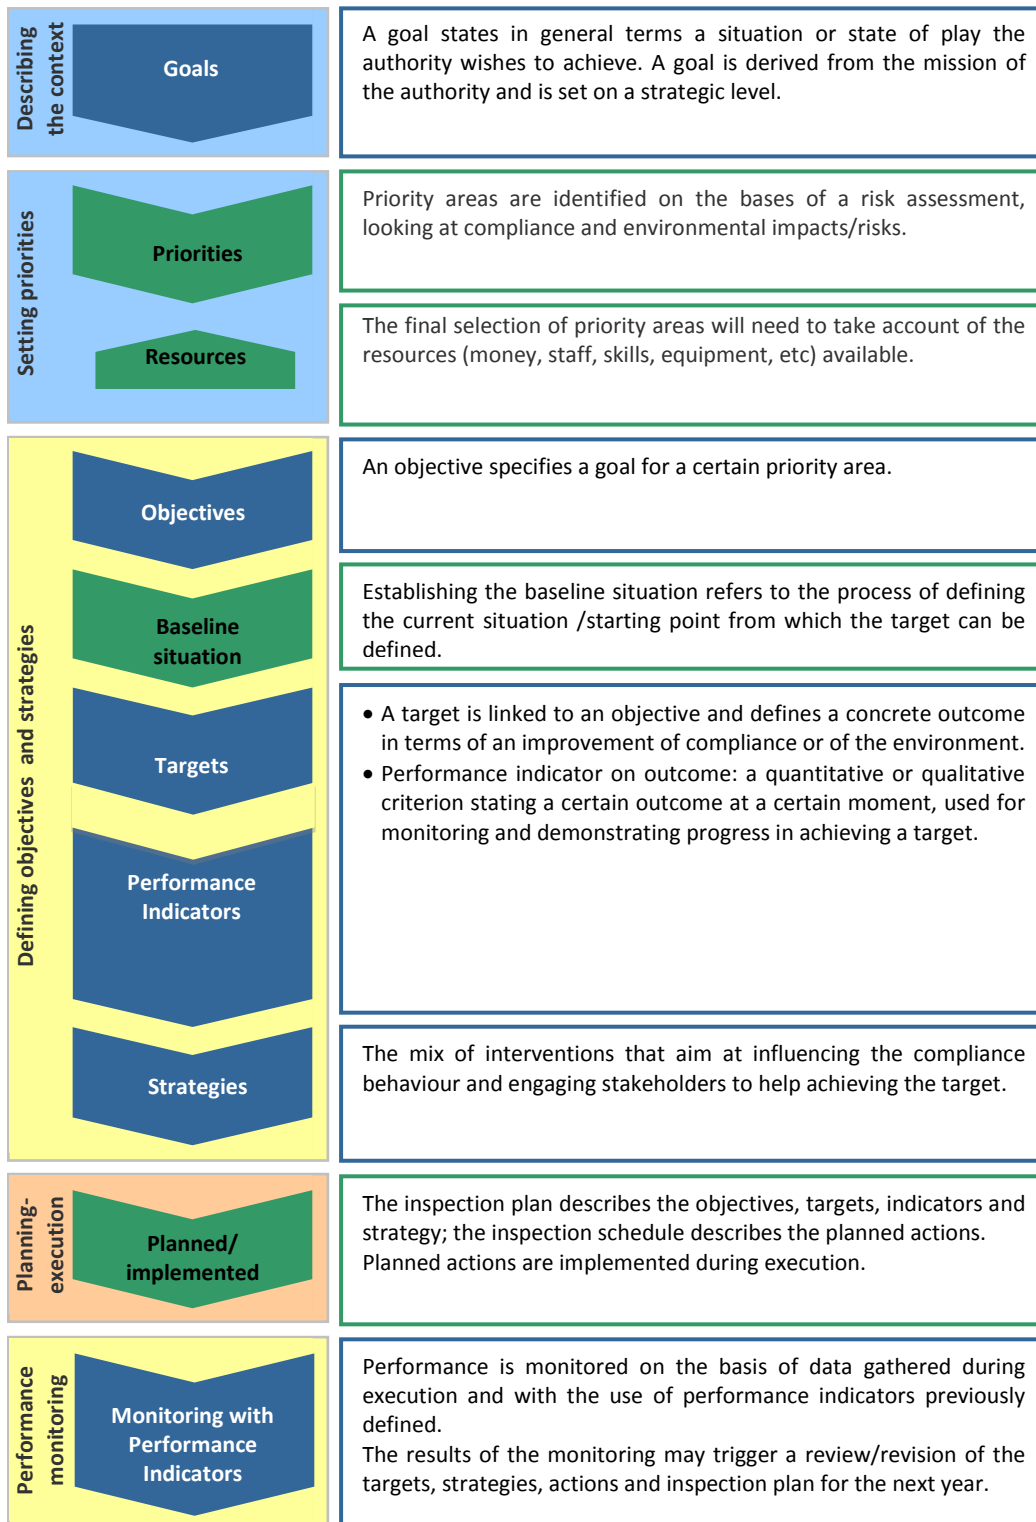 Describing
the context
Goals
A goal states in general terms a situation or state of play the
authority wishes to achieve. A goal is derived from the mission of
the authority and is set on a strategic level.
Setting priorities
Priorities
Priority areas are identified on the bases of a risk assessment,
looking at compliance and environmental impacts/risks.
Resources
The final selection of priority areas will need to take account of the
resources (money, staff, skills, equipment, etc) available.
Defining objectives and strategies
Objectives
An objective specifies a goal for a certain priority area.
Baseline
situation
Establishing the baseline situation refers to the process of defining
the current situation /starting point from which the target can be
defined.
Targets
• A target is linked to an objective and defines a concrete outcome
in terms of an improvement of compliance or of the environment.
• Performance indicator on outcome: a quantitative or qualitative
criterion stating a certain outcome at a certain moment, used for
monitoring and demonstrating progress in achieving a target.
Performance
Indicators
Strategies
The mix of interventions that aim at influencing the compliance
behaviour and engaging stakeholders to help achieving the target.
Planning-
execution
Planned/
implemented
The inspection plan describes the objectives, targets, indicators and
strategy; the inspection schedule describes the planned actions.
Planned actions are implemented during execution.
Performance
monitoring
Monitoring with
Performance
Indicators
Performance is monitored on the basis of data gathered during
execution and with the use of performance indicators previously
defined.
The results of the monitoring may trigger a review/revision of the
targets, strategies, actions and inspection plan for the next year.